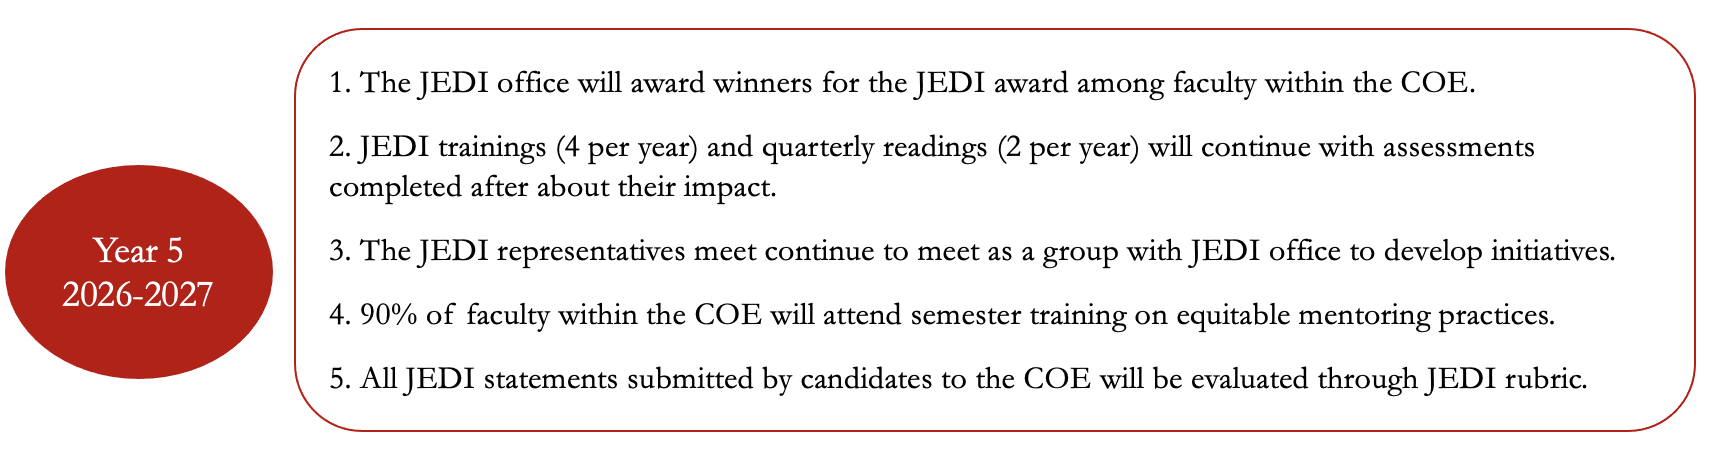 Year 5
2026-2027
1. The JEDI office will award winners for the JEDI award among faculty within the COE.
2. JEDI trainings (4 per year) and quarterly readings (2 per year) will continue with assessments
completed after about their impact.
3. The JEDI representatives meet continue to meet as a group with JEDI office to develop initiatives.
4. 90% of faculty within the COE will attend semester training on equitable mentoring practices.
5. All JEDI statements submitted by candidates to the COE will be evaluated through JEDI rubric.